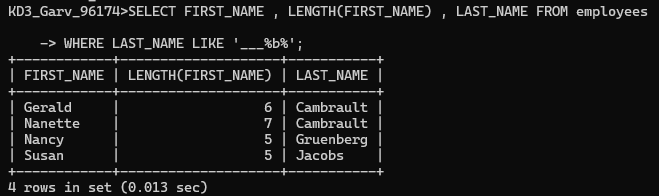 KD3_Garv_96174>SELECT FIRST_NAME , LENGTH(FIRST_NAME) , LAST_NAME FROM employees
    -> WHERE LAST_NAME LIKE '___%b%';
+------------+--------------------+-----------+
| FIRST_NAME | LENGTH(FIRST_NAME) | LAST_NAME |
+------------+--------------------+-----------+
| Gerald     |                  6 | Cambrault |
| Nanette    |                  7 | Cambrault |
| Nancy      |                  5 | Gruenberg |
| Susan      |                  5 | Jacobs    |
+------------+--------------------+-----------+
4 rows in set (0.013 sec)